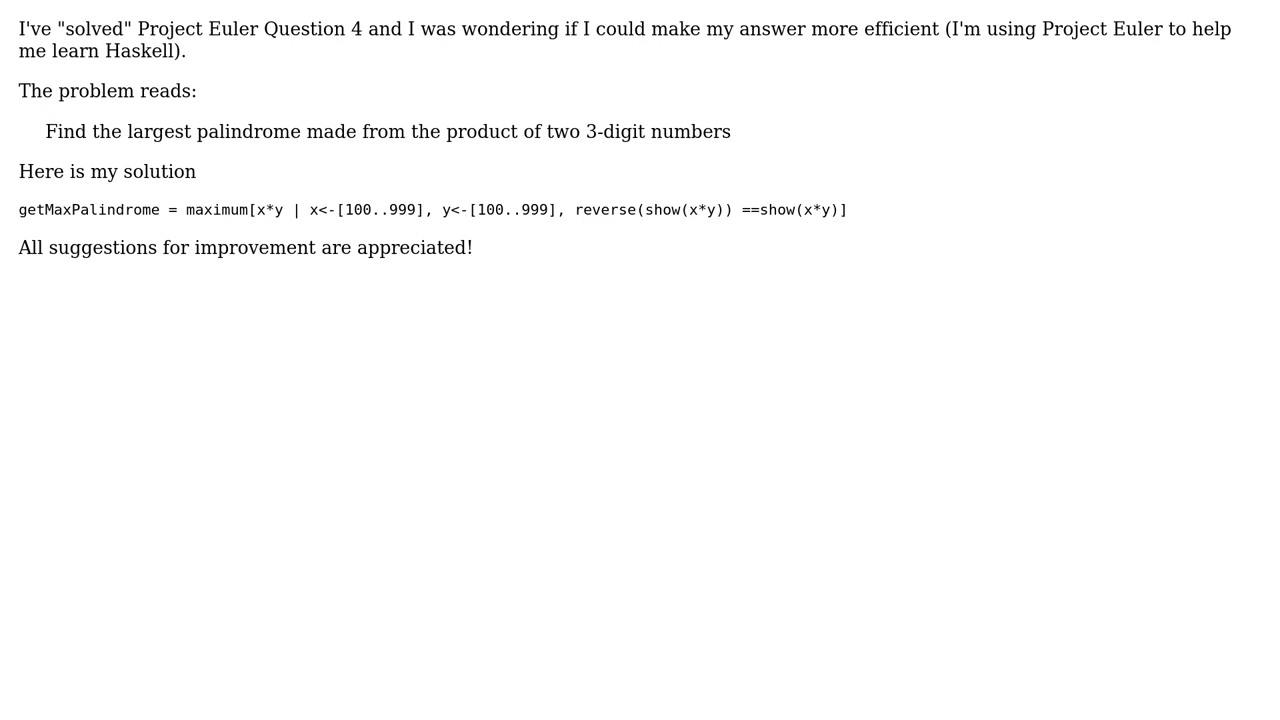 I've "solved" Project Euler Question 4 and I was wondering if I could make my answer more efficient (I'm using Project Euler to help
me learn Haskell).
The problem reads:
Find the largest palindrome made from the product of two 3-digit numbers
Here is my solution
getMaxPalindrome = maximum[x*y | x<-[100..999], y<-[100..999], reverse(show(x*y)) ==show(x*y)]
All suggestions for improvement are appreciated!